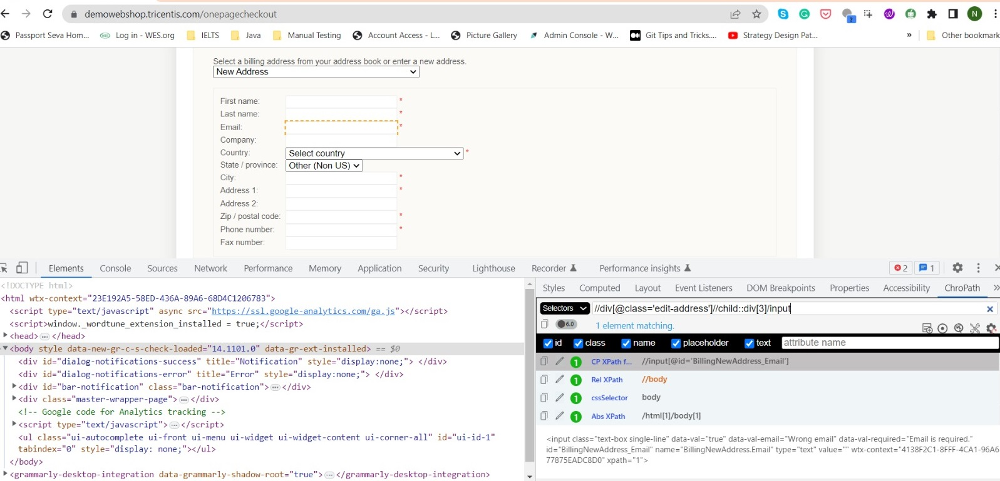 demowebshop.tricentis.com/onepagecheckout
N
Passport Seva Hom... Log in - WES.org IELTS Java Manual Testing Account Access - L... Picture Gallery Admin Console - W... Git Tips and Tricks.... Strategy Design Pat... » Other bookmark
Select a billing address from your address book or enter a new address.
New Address
First name: *
Last name: *
Email: *
Company:
Country: Select country *
State / province: Other (Non US)
City: *
Address 1: *
Address 2:
Zip / postal code: *
Phone number: *
Fax number:
Elements Console Sources Network Performance Memory Application Security Lighthouse Recorder Performance insights 2 1
<!DOCTYPE html>
<html wtx-context="23E192A5-58ED-436A-89A6-68D4C1206783">
<script type="text/javascript" async src="https://ssl.google-analytics.com/ga.js"></script>
<script>window._wordtune_extension_installed = true;</script>
<head>…</head>
<body style data-new-gr-c-s-check-loaded="14.1101.0" data-gr-ext-installed> == $0
<div id="dialog-notifications-success" title="Notification" style="display:none;"> </div>
<div id="dialog-notifications-error" title="Error" style="display:none;"> </div>
<div id="bar-notification" class="bar-notification">…</div>
<div class="master-wrapper-page">…</div>
<!-- Google code for Analytics tracking -->
<script type="text/javascript">…</script>
<ul class="ui-autocomplete ui-front ui-menu ui-widget ui-widget-content ui-corner-all" id="ui-id-1"
tabindex="0" style="display: none;"></ul>
</body>
<grammarly-desktop-integration data-grammarly-shadow-root="true">…</grammarly-desktop-integration>
Styles Computed Layout Event Listeners DOM Breakpoints Properties Accessibility ChroPath »
Selectors //div[@class='edit-address']//child::div[3]/input
6.0 1 element matching.
id class name placeholder text attribute name
1 CP XPath f... //input[@id='BillingNewAddress_Email']
1 Rel XPath //body
1 cssSelector body
1 Abs XPath /html[1]/body[1]
<input class="text-box single-line" data-val="true" data-val-email="Wrong email" data-val-required="Email is required."
id="BillingNewAddress_Email" name="BillingNewAddress.Email" type="text" value="" wtx-context="4138F2C1-8FFF-4CA1-96A6-
77875EADC8D0" xpath="1">